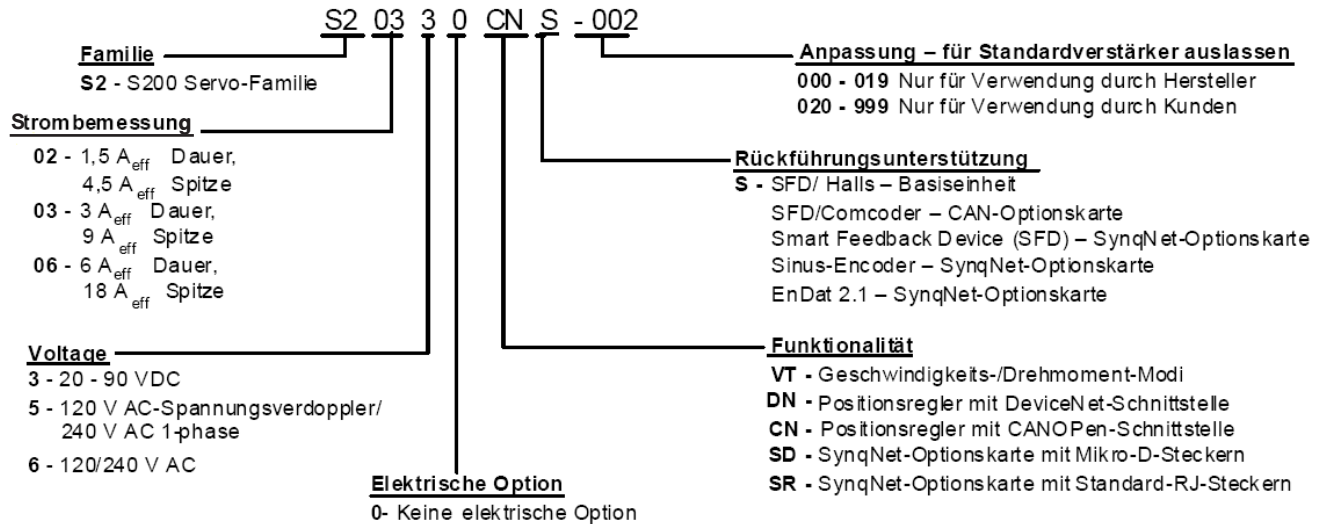 S2 03 3 0 CN S - 002
Familie
S2 - S200 Servo-Familie
Strombemessung
02 - 1,5 A eff Dauer,
4,5 A eff Spitze
03 - 3 A eff Dauer,
9 A eff Spitze
06 - 6 A eff Dauer,
18 A eff Spitze
Voltage
3 - 20 - 90 VDC
5 - 120 V AC-Spannungsverdoppler/
240 V AC 1-phase
6 - 120/240 V AC
Elektrische Option
0- Keine elektrische Option
Anpassung – für Standardverstärker auslassen
000 - 019 Nur für Verwendung durch Hersteller
020 - 999 Nur für Verwendung durch Kunden
Rückführungsunterstützung
S - SFD/ Halls – Basiseinheit
SFD/Comcoder – CAN-Optionskarte
Smart Feedback Device (SFD) – SynqNet-Optionskarte
Sinus-Encoder – SynqNet-Optionskarte
EnDat 2.1 – SynqNet-Optionskarte
Funktionalität
VT - Geschwindigkeits-/Drehmoment-Modi
DN - Positionsregler mit DeviceNet-Schnittstelle
CN - Positionsregler mit CANOPen-Schnittstelle
SD - SynqNet-Optionskarte mit Mikro-D-Steckern
SR - SynqNet-Optionskarte mit Standard-RJ-Steckern